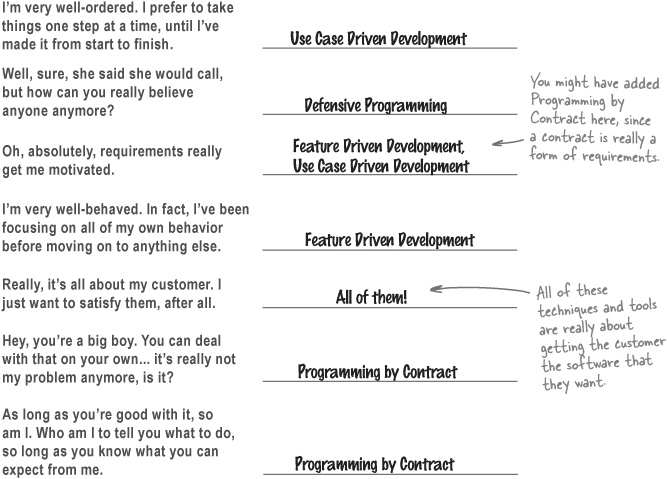 I'm very well-ordered. I prefer to take
things one step at a time, until I've
made it from start to finish.
Use Case Driven Development
Well, sure, she said she would call,
but how can you really believe
anyone anymore?
Defensive Programming
Oh, absolutely, requirements really
get me motivated.
Feature Driven Development,
Use Case Driven Development
You might have added
Programming by
Contract here, since
a contract is really a
form of requirements.
I'm very well-behaved. In fact, I've been
focusing on all of my own behavior
before moving on to anything else.
Feature Driven Development
Really, it's all about my customer. I
just want to satisfy them, after all.
All of them!
All of these
techniques and tools
are really about
getting the customer
the software that
they want.
Hey, you're a big boy. You can deal
with that on your own... it's really not
my problem anymore, is it?
Programming by Contract
As long as you're good with it, so
am I. Who am I to tell you what to do,
so long as you know what you can
expect from me.
Programming by Contract